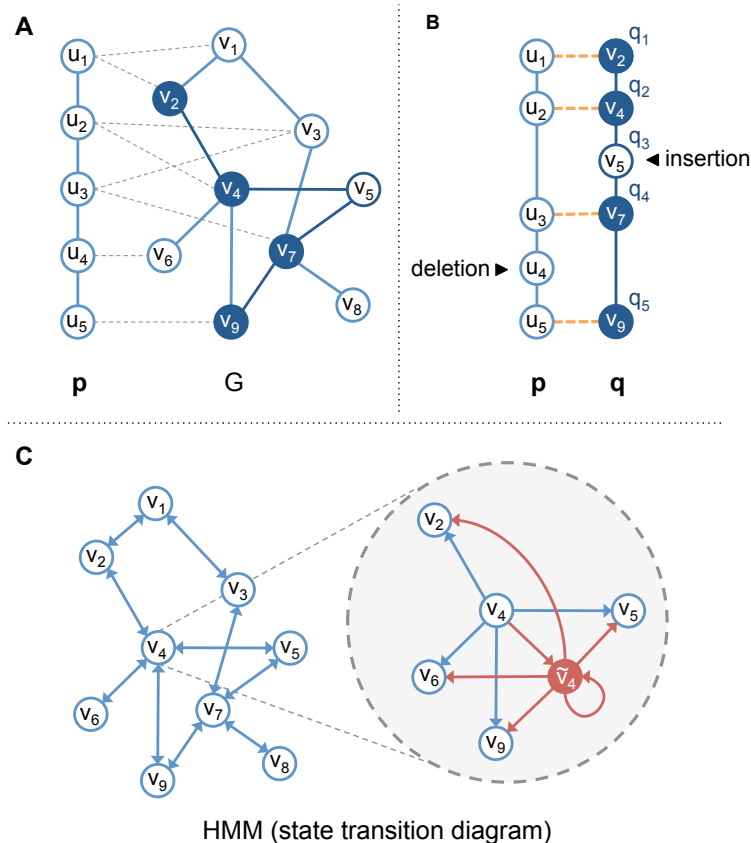 A
u1
u2
u3
u4
u5
v1
v2
v3
v4
v5
v6
v7
v8
v9
p
G
B
u1
u2
u3
u4
u5
q1
v2
q2
v4
q3
v5
insertion
q4
v7
deletion
q5
v9
p
q
C
v1
v2
v3
v4
v5
v6
v7
v8
v9
v2
v4
v5
v6
ṽ4
v9
HMM (state transition diagram)